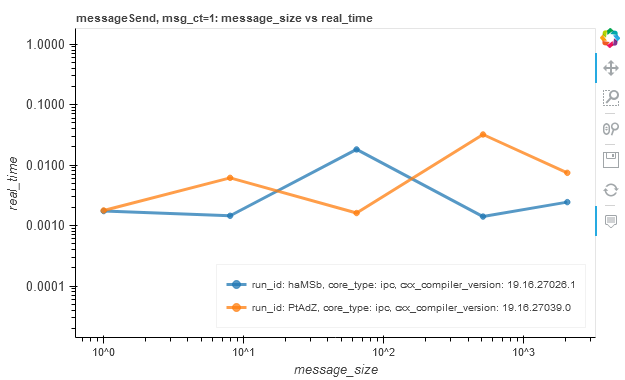 messageSend, msg_ct=1: message_size vs real_time
1.0000
0.1000
0.0100
0.0010
0.0001
real_time
run_id: haMSb, core_type: ipc, cxx_compiler_version: 19.16.27026.1
run_id: PtAdZ, core_type: ipc, cxx_compiler_version: 19.16.27039.0
10^0 10^1 10^2 10^3
message_size